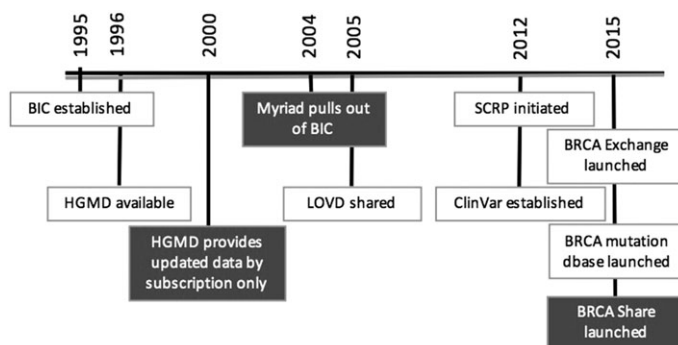 1995
1996
2000
2004
2005
2012
2015
BIC established
Myriad pulls out
of BIC
SCRP initiated
BRCA Exchange
launched
HGMD available
LOVD shared
ClinVar established
HGMD provides
updated data by
subscription only
BRCA mutation
dbase launched
BRCA Share
launched